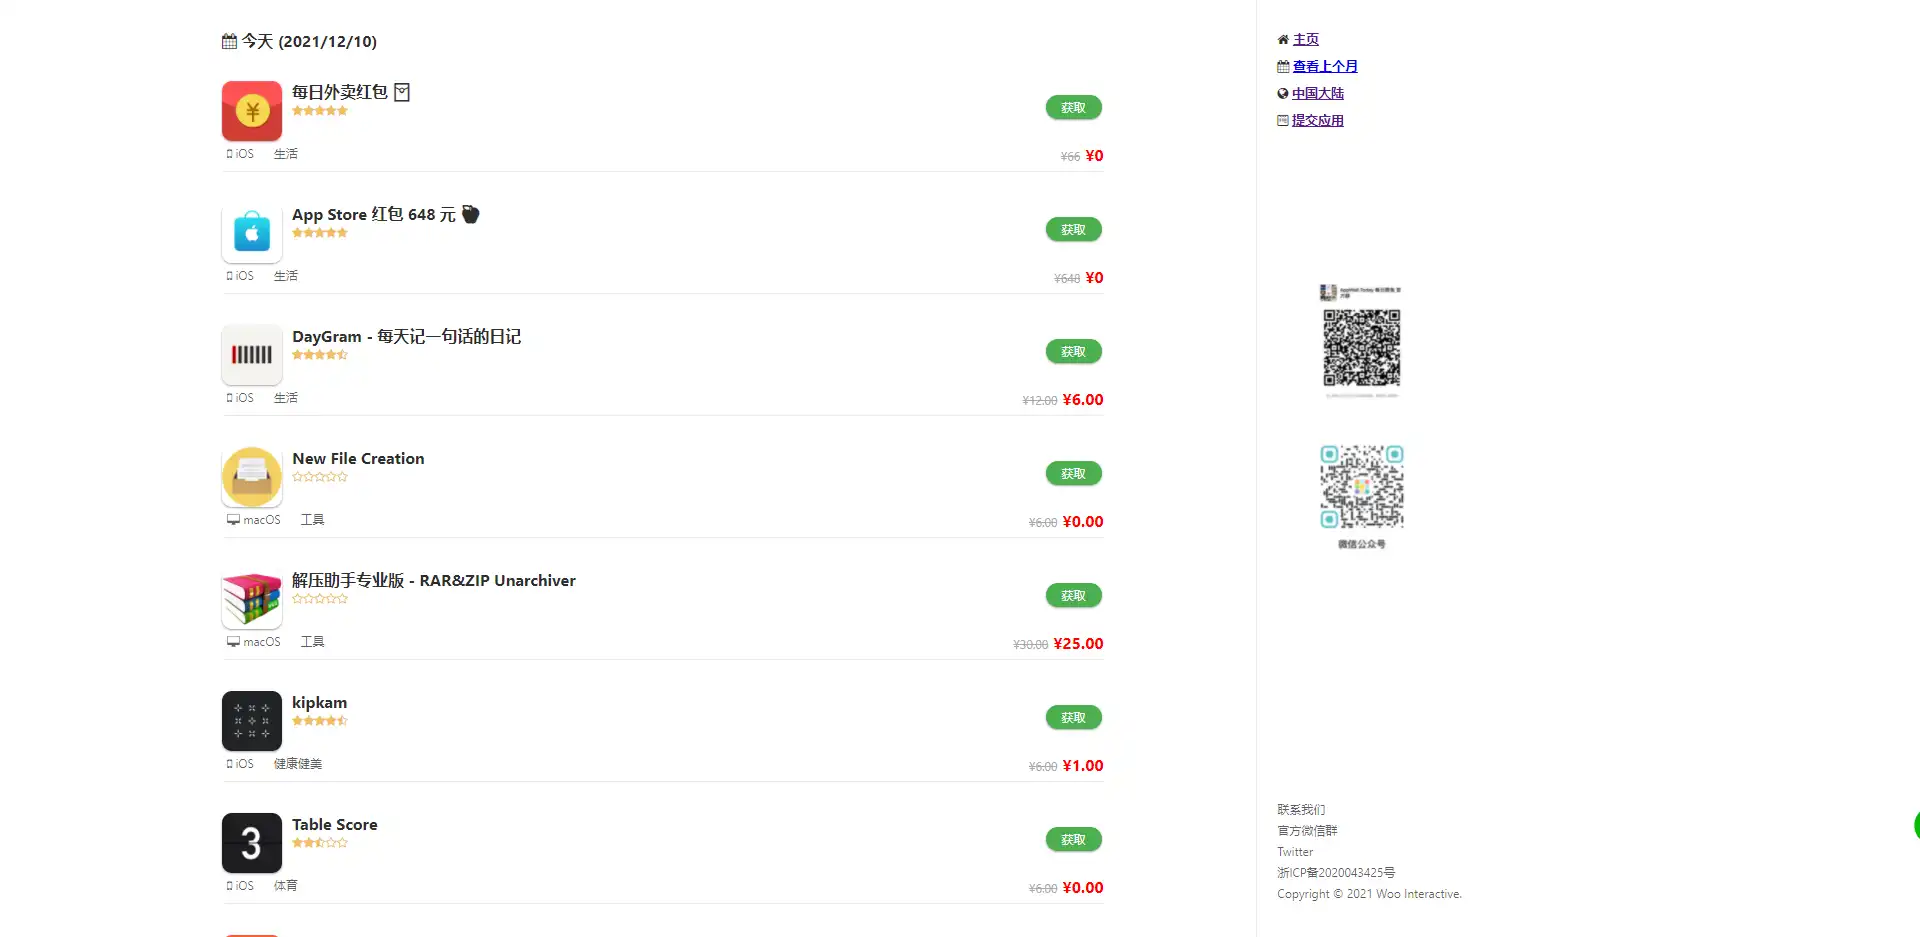 今天 (2021/12/10)
每日外卖红包
获取
iOS 生活
¥66 ¥0
App Store 红包 648 元
获取
iOS 生活
¥648 ¥0
DayGram - 每天记一句话的日记
获取
iOS 生活
¥12.00 ¥6.00
New File Creation
获取
macOS 工具
¥6.00 ¥0.00
解压助手专业版 - RAR&ZIP Unarchiver
获取
macOS 工具
¥30.00 ¥25.00
kipkam
获取
iOS 健康健美
¥6.00 ¥1.00
3
Table Score
获取
iOS 体育
¥6.00 ¥0.00
主页
查看上个月
中国大陆
提交应用
微信公众号
联系我们
官方微信群
Twitter
浙ICP备2020043425号
Copyright © 2021 Woo Interactive.